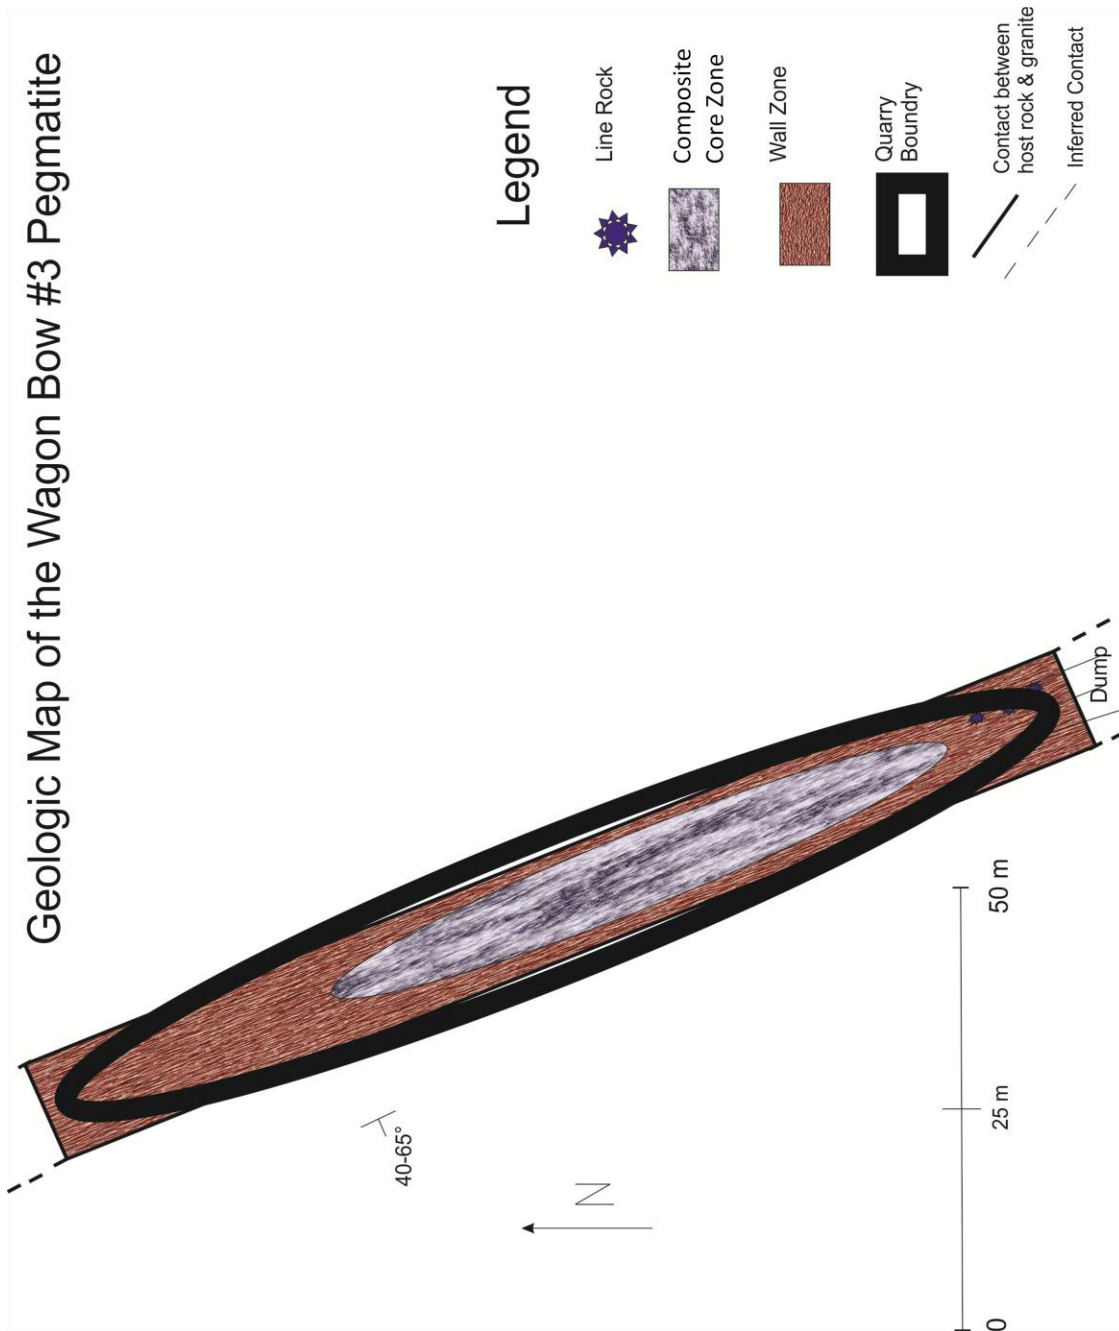 Geologic Map of the Wagon Bow #3 Pegmatite
Legend
Line Rock
Composite
Core Zone
Wall Zone
Quarry
Boundry
Contact between
host rock & granite
Inferred Contact
40-65°
N
Dump
0
25 m
50 m